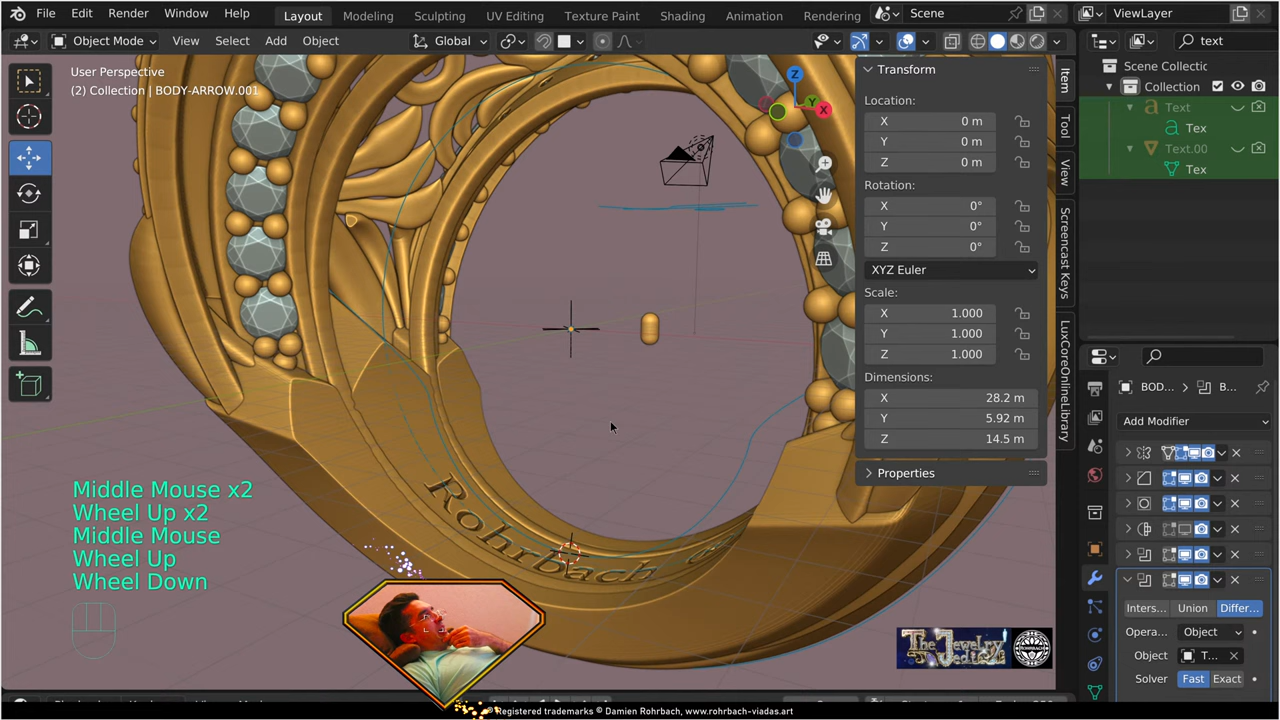 File Edit Render Window Help
Layout Modeling Sculpting UV Editing Texture Paint Shading Animation Rendering
Scene
ViewLayer
Object Mode View Select Add Object
Global
text
User Perspective
(2) Collection | BODY-ARROW.001
Z
Y
X
Transform
Location:
X 0 m
Y 0 m
Z 0 m
Rotation:
X 0°
Y 0°
Z 0°
XYZ Euler
Scale:
X 1.000
Y 1.000
Z 1.000
Dimensions:
X 28.2 m
Y 5.92 m
Z 14.5 m
Properties
Item
Tool
View
Screencast Keys
LuxCoreOnlineLibrary
Scene Collectic
Collection
Text
Tex
Text.00
Tex
BOD... B...
Add Modifier
Inters... Union Differ...
Opera... Object
Object T...
Solver Fast Exact
Middle Mouse x2
Wheel Up x2
Middle Mouse
Wheel Up
Wheel Down
Rohrbach
The Jewelry
ROHRBACH
® Registered trademarks © Damien Rohrbach, www.rohrbach-viadas.art